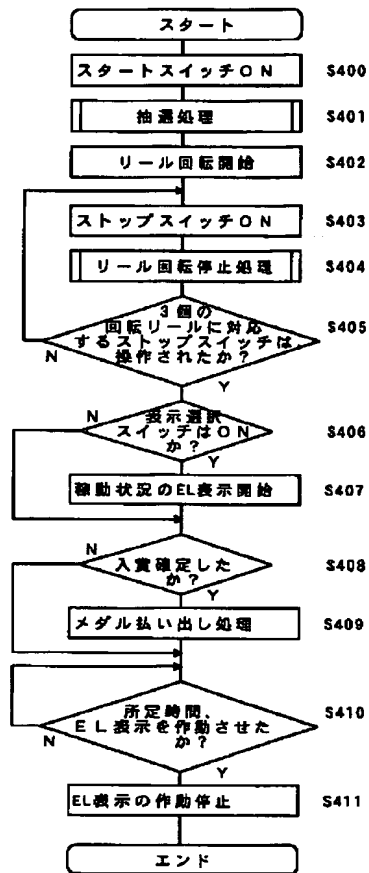 スタート
スタートスイッチON S400
抽選処理 S401
リール回転開始 S402
ストップスイッチON S403
リール回転停止処理 S404
3個の
回転リールに対応
するストップスイッチは
操作されたか?
S405
N
Y
表示選択
スイッチはON
か?
S406
N
Y
稼動状況のEL表示開始 S407
入賞確定した
か?
S408
N
Y
メダル払い出し処理 S409
所定時間、
EL表示を作動させた
か?
S410
N
Y
EL表示の作動停止 S411
エンド